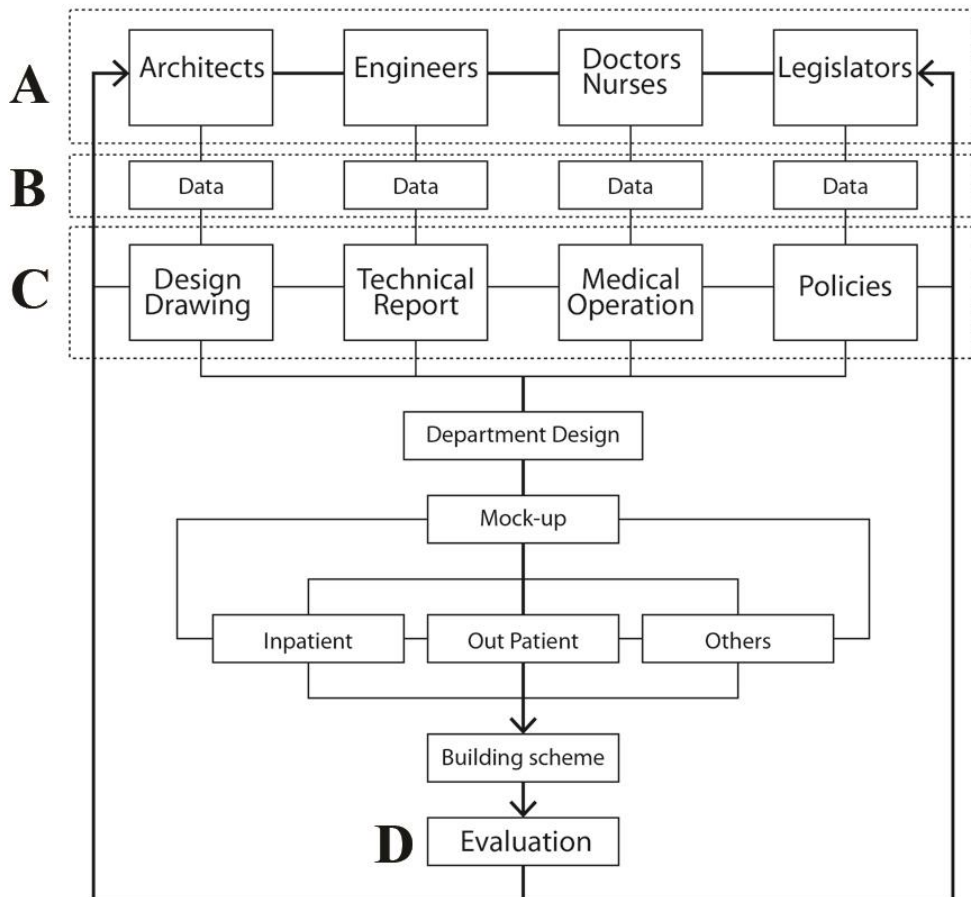 A
Architects
Engineers
Doctors
Nurses
Legislators
B
Data
Data
Data
Data
C
Design
Drawing
Technical
Report
Medical
Operation
Policies
Department Design
Mock-up
Inpatient
Out Patient
Others
Building scheme
D
Evaluation